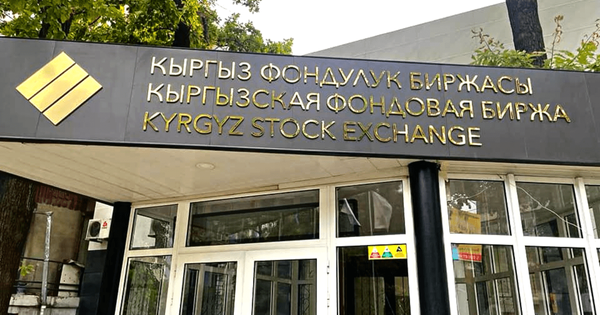 КЫРГЫЗ ФОНДУЛУК БИРЖАСЫ
КЫРГЫЗСКАЯ ФОНДОВАЯ БИРЖА
KYRGYZ STOCK EXCHANGE